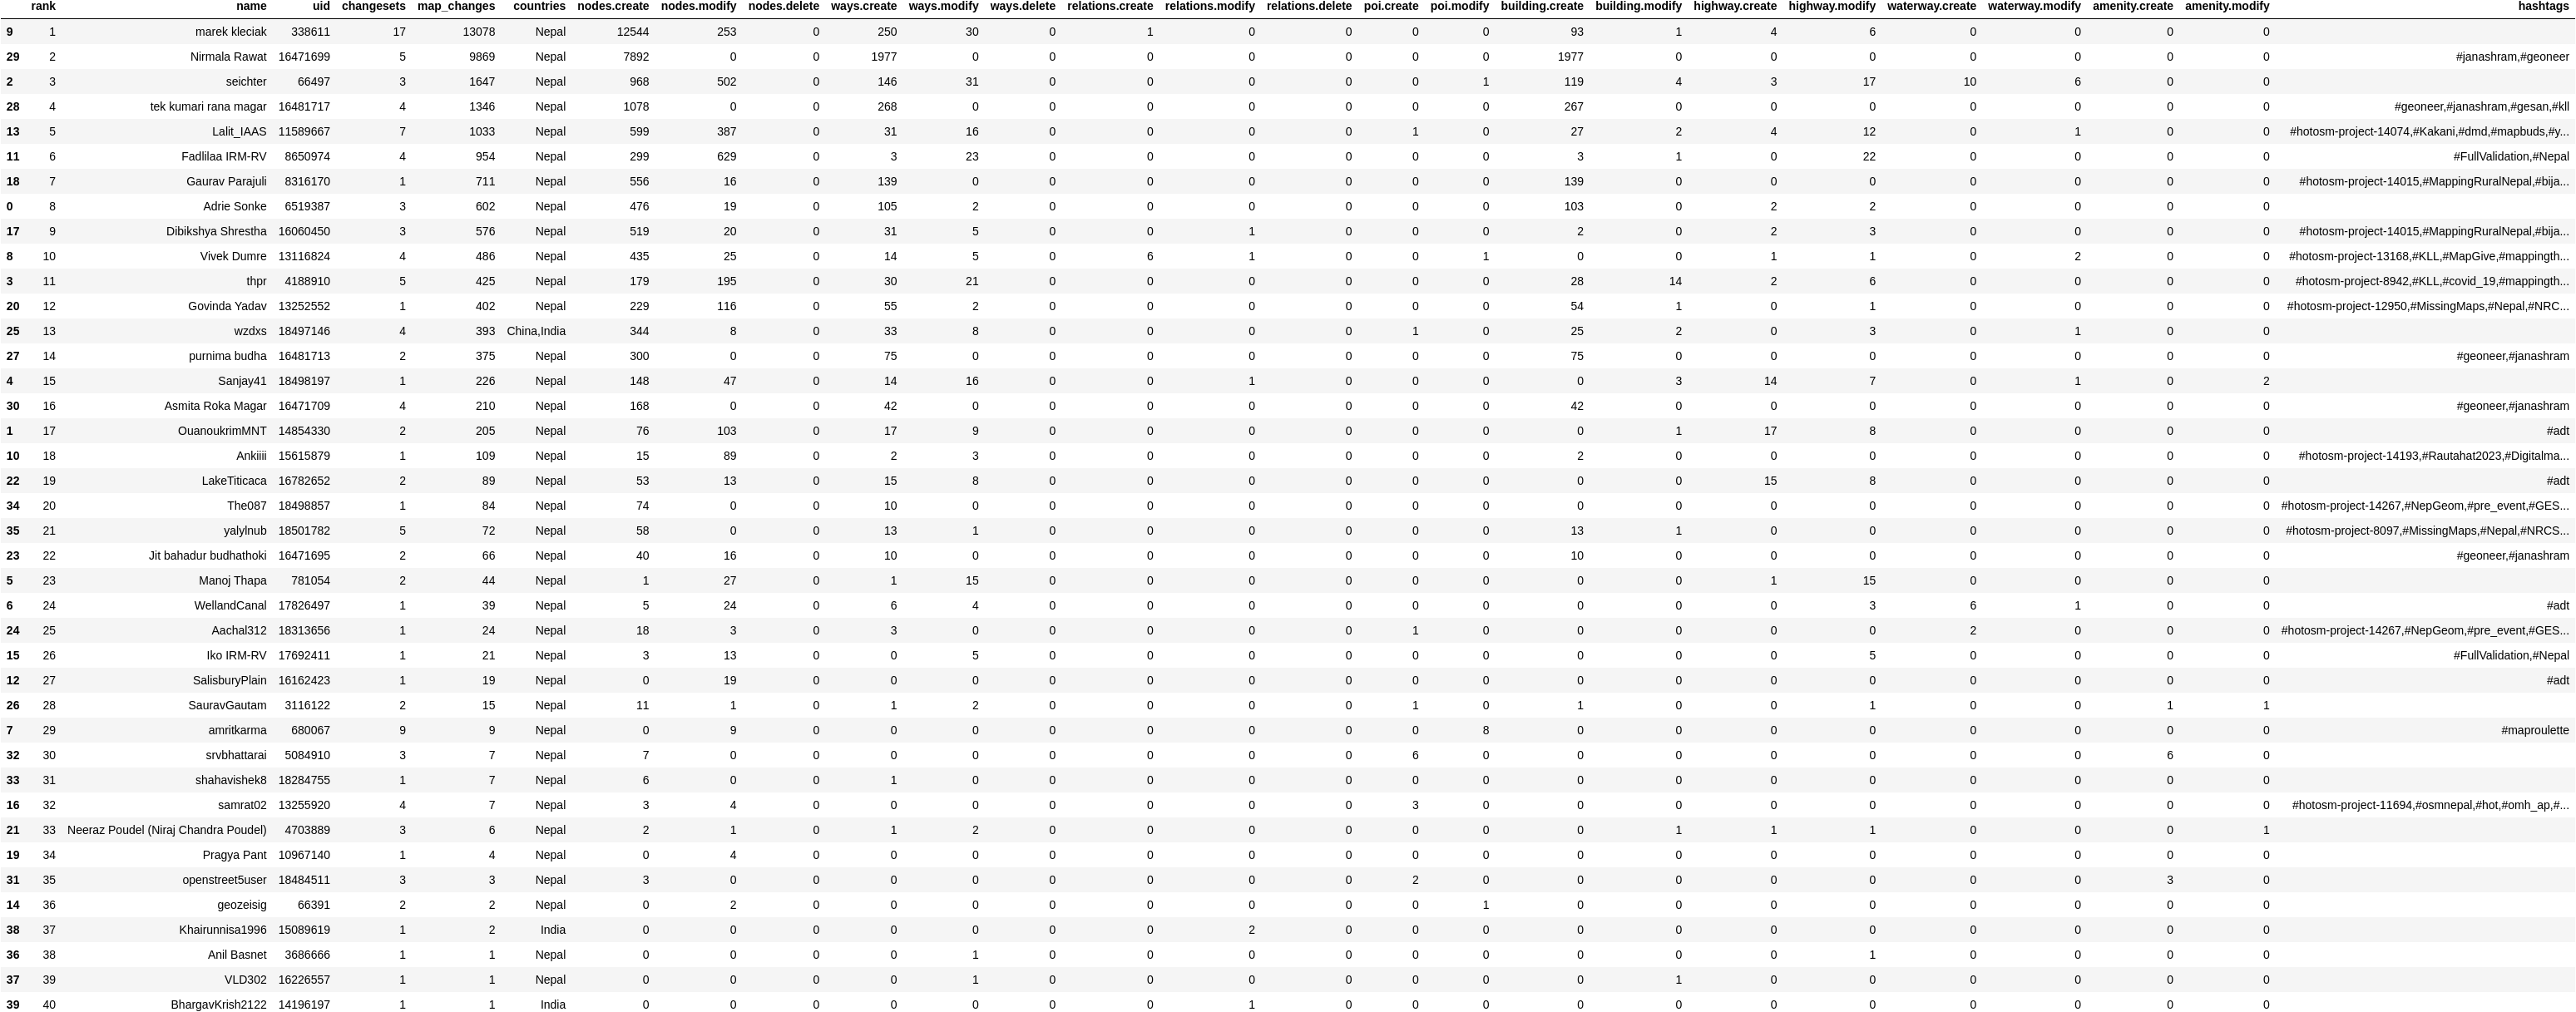 rank name uid changesets map_changes countries nodes.create nodes.modify nodes.delete ways.create ways.modify ways.delete relations.create relations.modify relations.delete poi.create poi.modify building.create building.modify highway.create highway.modify waterway.create waterway.modify amenity.create amenity.modify hashtags
9 1 marek kleciak 338611 17 13078 Nepal 12544 253 0 250 30 0 1 0 0 0 0 93 1 4 6 0 0 0 0
29 2 Nirmala Rawat 16471699 5 9869 Nepal 7892 0 0 1977 0 0 0 0 0 0 0 1977 0 0 0 0 0 0 0 #janashram,#geoneer
2 3 seichter 66497 3 1647 Nepal 968 502 0 146 31 0 0 0 0 0 1 119 4 3 17 10 6 0 0
28 4 tek kumari rana magar 16481717 4 1346 Nepal 1078 0 0 268 0 0 0 0 0 0 0 267 0 0 0 0 0 0 0 #geoneer,#janashram,#gesan,#kll
13 5 Lalit_IAAS 11589667 7 1033 Nepal 599 387 0 31 16 0 0 0 0 1 0 27 2 4 12 0 1 0 0 #hotosm-project-14074,#Kakani,#dmd,#mapbuds,#y...
11 6 Fadlilaa IRM-RV 8650974 4 954 Nepal 299 629 0 3 23 0 0 0 0 0 0 3 1 0 22 0 0 0 0 #FullValidation,#Nepal
18 7 Gaurav Parajuli 8316170 1 711 Nepal 556 16 0 139 0 0 0 0 0 0 0 139 0 0 0 0 0 0 0 #hotosm-project-14015,#MappingRuralNepal,#bija...
0 8 Adrie Sonke 6519387 3 602 Nepal 476 19 0 105 2 0 0 0 0 0 0 103 0 2 2 0 0 0 0
17 9 Dibikshya Shrestha 16060450 3 576 Nepal 519 20 0 31 5 0 0 1 0 0 0 2 0 2 3 0 0 0 0 #hotosm-project-14015,#MappingRuralNepal,#bija...
8 10 Vivek Dumre 13116824 4 486 Nepal 435 25 0 14 5 0 6 1 0 0 1 0 0 1 1 0 2 0 0 #hotosm-project-13168,#KLL,#MapGive,#mappingth...
3 11 thpr 4188910 5 425 Nepal 179 195 0 30 21 0 0 0 0 0 0 28 14 2 6 0 0 0 0 #hotosm-project-8942,#KLL,#covid_19,#mappingth...
20 12 Govinda Yadav 13252552 1 402 Nepal 229 116 0 55 2 0 0 0 0 0 0 54 1 0 1 0 0 0 0 #hotosm-project-12950,#MissingMaps,#Nepal,#NRC...
25 13 wzdxs 18497146 4 393 China,India 344 8 0 33 8 0 0 0 0 1 0 25 2 0 3 0 1 0 0
27 14 purnima budha 16481713 2 375 Nepal 300 0 0 75 0 0 0 0 0 0 0 75 0 0 0 0 0 0 0 #geoneer,#janashram
4 15 Sanjay41 18498197 1 226 Nepal 148 47 0 14 16 0 0 1 0 0 0 0 3 14 7 0 1 0 2
30 16 Asmita Roka Magar 16471709 4 210 Nepal 168 0 0 42 0 0 0 0 0 0 0 42 0 0 0 0 0 0 0 #geoneer,#janashram
1 17 OuanoukrimMNT 14854330 2 205 Nepal 76 103 0 17 9 0 0 0 0 0 0 0 1 17 8 0 0 0 0 #adt
10 18 Ankiiii 15615879 1 109 Nepal 15 89 0 2 3 0 0 0 0 0 0 2 0 0 0 0 0 0 0 #hotosm-project-14193,#Rautahat2023,#Digitalma...
22 19 LakeTiticaca 16782652 2 89 Nepal 53 13 0 15 8 0 0 0 0 0 0 0 0 15 8 0 0 0 0 #adt
34 20 The087 18498857 1 84 Nepal 74 0 0 10 0 0 0 0 0 0 0 0 0 0 0 0 0 0 0 #hotosm-project-14267,#NepGeom,#pre_event,#GES...
35 21 yalylnub 18501782 5 72 Nepal 58 0 0 13 1 0 0 0 0 0 0 13 1 0 0 0 0 0 0 #hotosm-project-8097,#MissingMaps,#Nepal,#NRCS...
23 22 Jit bahadur budhathoki 16471695 2 66 Nepal 40 16 0 10 0 0 0 0 0 0 0 10 0 0 0 0 0 0 0 #geoneer,#janashram
5 23 Manoj Thapa 781054 2 44 Nepal 1 27 0 1 15 0 0 0 0 0 0 0 0 1 15 0 0 0 0
6 24 WellandCanal 17826497 1 39 Nepal 5 24 0 6 4 0 0 0 0 0 0 0 0 0 3 6 1 0 0 #adt
24 25 Aachal312 18313656 1 24 Nepal 18 3 0 3 0 0 0 0 0 1 0 0 0 0 0 2 0 0 0 #hotosm-project-14267,#NepGeom,#pre_event,#GES...
15 26 Iko IRM-RV 17692411 1 21 Nepal 3 13 0 0 5 0 0 0 0 0 0 0 0 0 5 0 0 0 0 #FullValidation,#Nepal
12 27 SalisburyPlain 16162423 1 19 Nepal 0 19 0 0 0 0 0 0 0 0 0 0 0 0 0 0 0 0 0 #adt
26 28 SauravGautam 3116122 2 15 Nepal 11 1 0 1 2 0 0 0 0 1 0 1 0 0 1 0 0 1 1
7 29 amritkarma 680067 9 9 Nepal 0 9 0 0 0 0 0 0 0 0 8 0 0 0 0 0 0 0 0 #maproulette
32 30 srvbhattarai 5084910 3 7 Nepal 7 0 0 0 0 0 0 0 0 6 0 0 0 0 0 0 0 6 0
33 31 shahavishek8 18284755 1 7 Nepal 6 0 0 1 0 0 0 0 0 0 0 0 0 0 0 0 0 0 0
16 32 samrat02 13255920 4 7 Nepal 3 4 0 0 0 0 0 0 0 3 0 0 0 0 0 0 0 0 0 #hotosm-project-11694,#osmnepal,#hot,#omh_ap,#...
21 33 Neeraz Poudel (Niraj Chandra Poudel) 4703889 3 6 Nepal 2 1 0 1 2 0 0 0 0 0 0 0 1 1 1 0 0 0 1
19 34 Pragya Pant 10967140 1 4 Nepal 0 4 0 0 0 0 0 0 0 0 0 0 0 0 0 0 0 0 0
31 35 openstreet5user 18484511 3 3 Nepal 3 0 0 0 0 0 0 0 0 2 0 0 0 0 0 0 0 3 0
14 36 geozeisig 66391 2 2 Nepal 0 2 0 0 0 0 0 0 0 0 1 0 0 0 0 0 0 0 0
38 37 Khairunnisa1996 15089619 1 2 India 0 0 0 0 0 0 0 2 0 0 0 0 0 0 0 0 0 0 0
36 38 Anil Basnet 3686666 1 1 Nepal 0 0 0 0 1 0 0 0 0 0 0 0 0 0 1 0 0 0 0
37 39 VLD302 16226557 1 1 Nepal 0 0 0 0 1 0 0 0 0 0 0 0 1 0 0 0 0 0 0
39 40 BhargavKrish2122 14196197 1 1 India 0 0 0 0 0 0 0 1 0 0 0 0 0 0 0 0 0 0 0